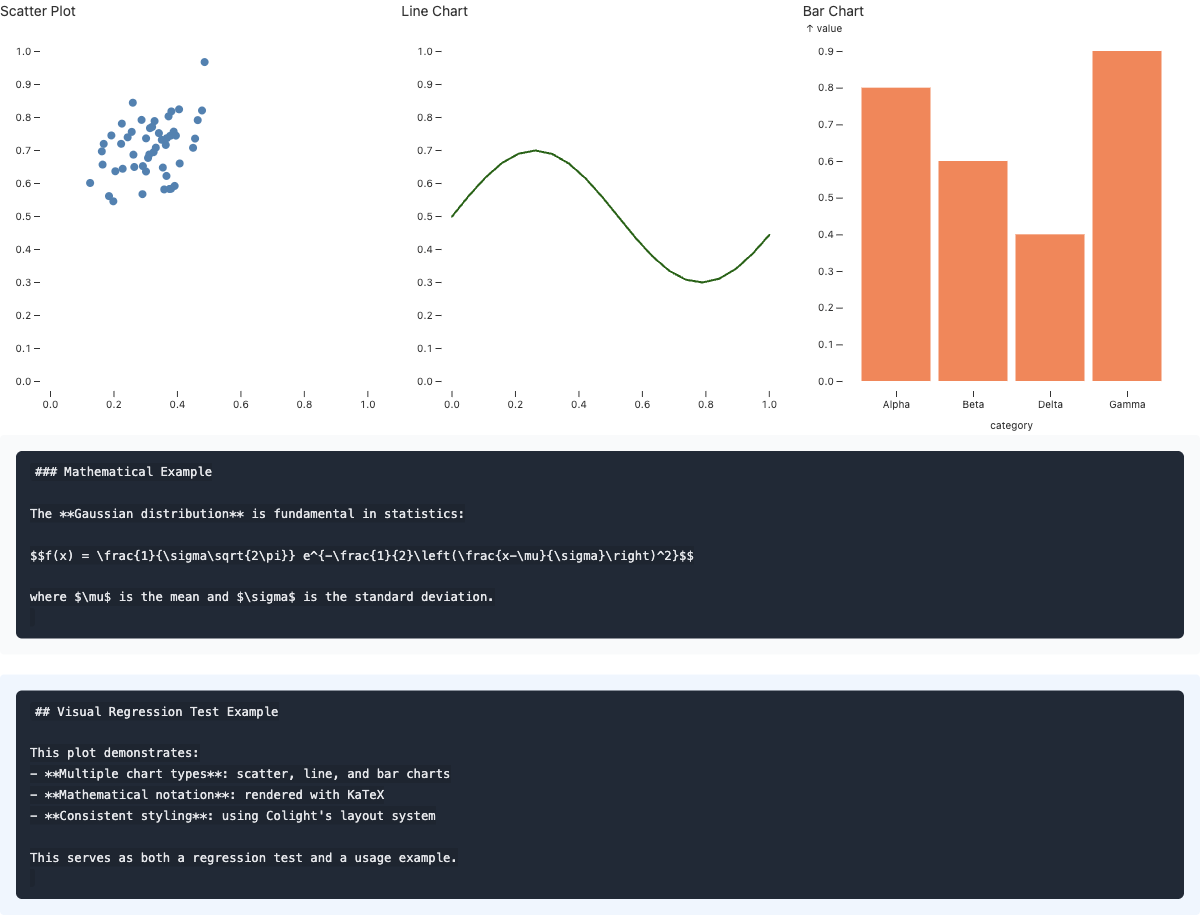 Scatter Plot
1.0
0.9
0.8
0.7
0.6
0.5
0.4
0.3
0.2
0.1
0.0
0.0 0.2 0.4 0.6 0.8 1.0
Line Chart
1.0
0.9
0.8
0.7
0.6
0.5
0.4
0.3
0.2
0.1
0.0
0.0 0.2 0.4 0.6 0.8 1.0
Bar Chart
↑ value
0.9
0.8
0.7
0.6
0.5
0.4
0.3
0.2
0.1
0.0
Alpha Beta Delta Gamma
category
### Mathematical Example
The **Gaussian distribution** is fundamental in statistics:
$$f(x) = \frac{1}{\sigma\sqrt{2\pi}} e^{-\frac{1}{2}\left(\frac{x-\mu}{\sigma}\right)^2}$$
where $\mu$ is the mean and $\sigma$ is the standard deviation.
## Visual Regression Test Example
This plot demonstrates:
- **Multiple chart types**: scatter, line, and bar charts
- **Mathematical notation**: rendered with KaTeX
- **Consistent styling**: using Colight's layout system
This serves as both a regression test and a usage example.